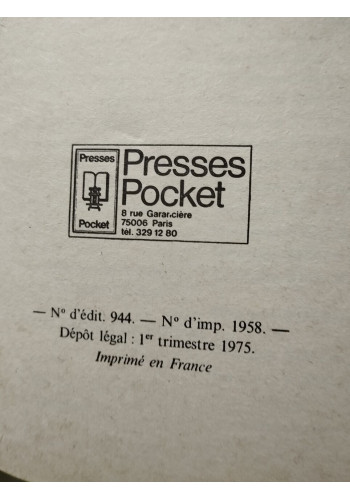 Presses
Pocket
Presses
Pocket
8 rue Garancière
75006 Paris
tél. 329 12 80
— N° d'édit. 944. — N° d'imp. 1958. —
Dépôt légal : 1er trimestre 1975.
Imprimé en France